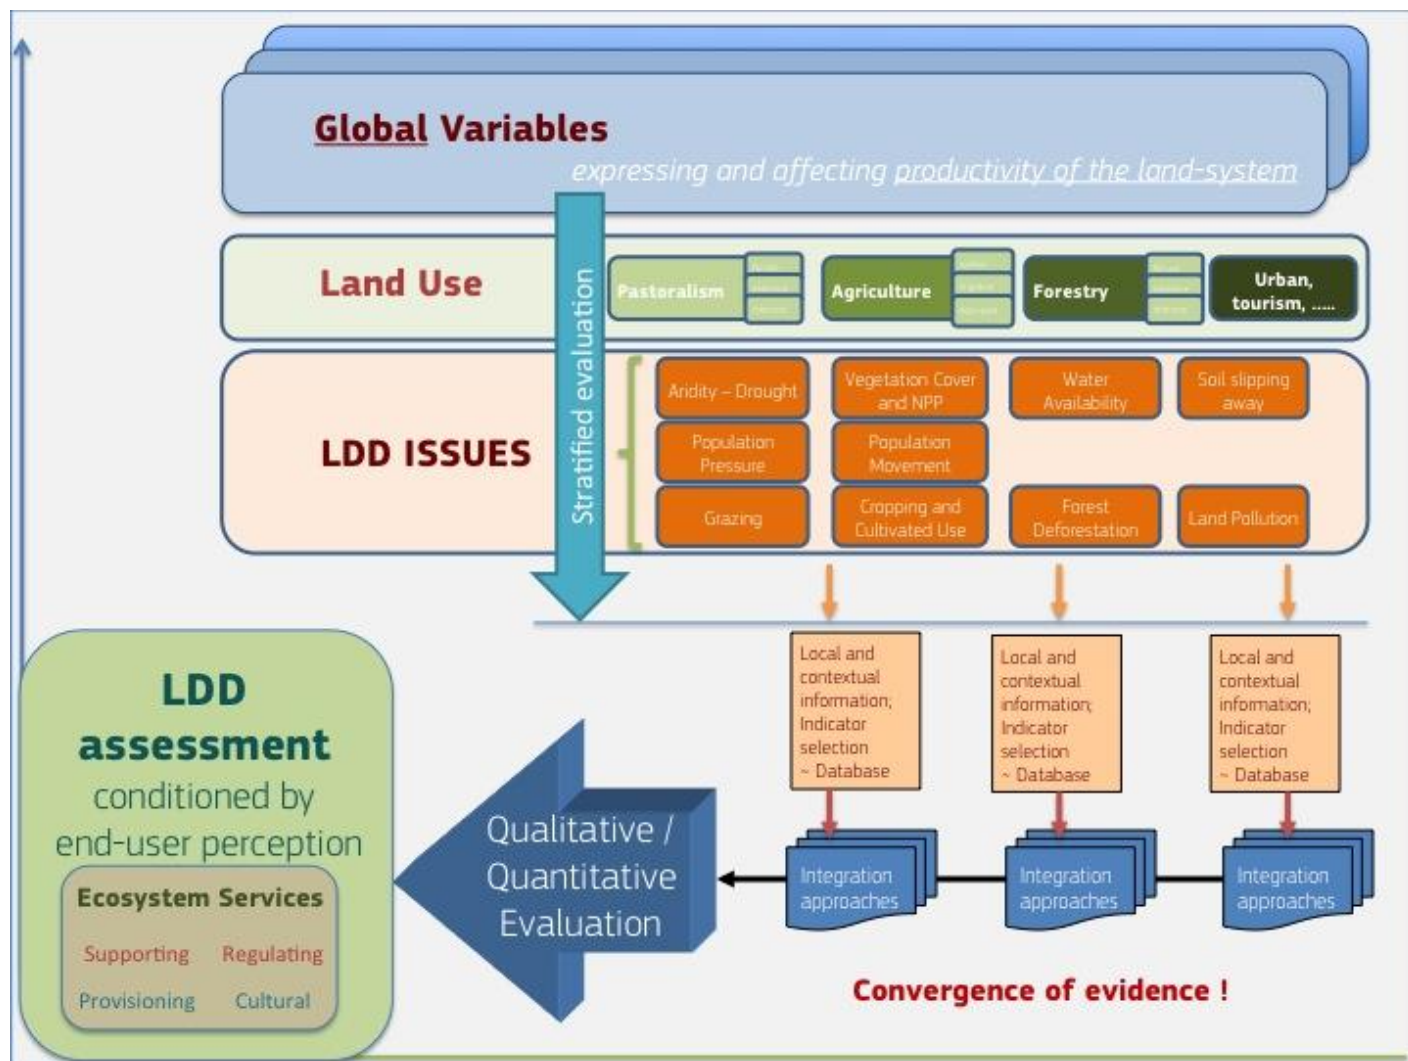 Global Variables
expressing and affecting productivity of the land-system
Land Use
Pastoralism
Agriculture
Forestry
Urban,
tourism, .....
Stratified evaluation
LDD ISSUES
Aridity – Drought
Vegetation Cover
and NPP
Water
Availability
Soil slipping
away
Population
Pressure
Population
Movement
Grazing
Cropping and
Cultivated Use
Forest
Deforestation
Land Pollution
Local and
contextual
information;
Indicator
selection
~ Database
Local and
contextual
information;
Indicator
selection
~ Database
Local and
contextual
information;
Indicator
selection
~ Database
Integration
approaches
Integration
approaches
Integration
approaches
Qualitative /
Quantitative
Evaluation
Convergence of evidence !
LDD
assessment
conditioned by
end-user perception
Ecosystem Services
Supporting Regulating
Provisioning Cultural